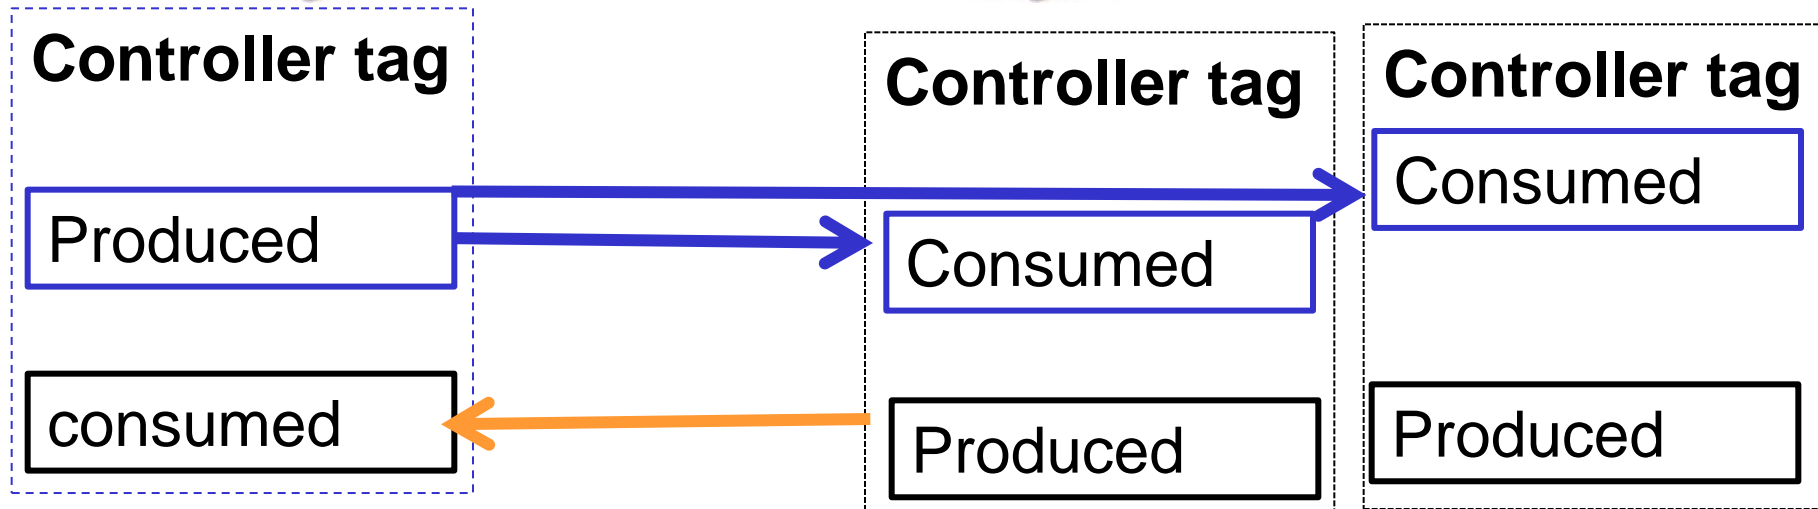 Controller tag
Produced
consumed
Controller tag
Consumed
Produced
Controller tag
Consumed
Produced